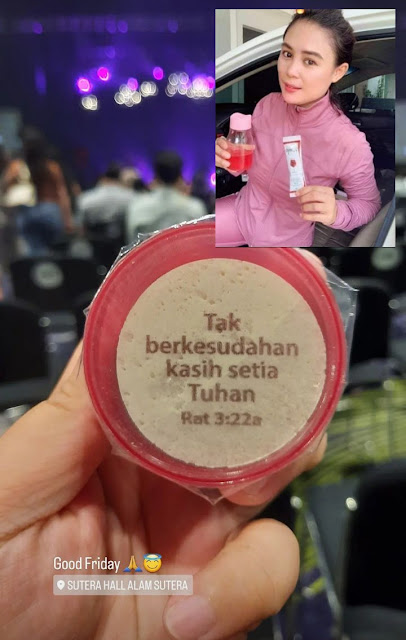 Tak
berkesudahan
kasih setia
Tuhan
Rat 3:22a
Good Friday 🙏😇
SUTERA HALL ALAM SUTERA